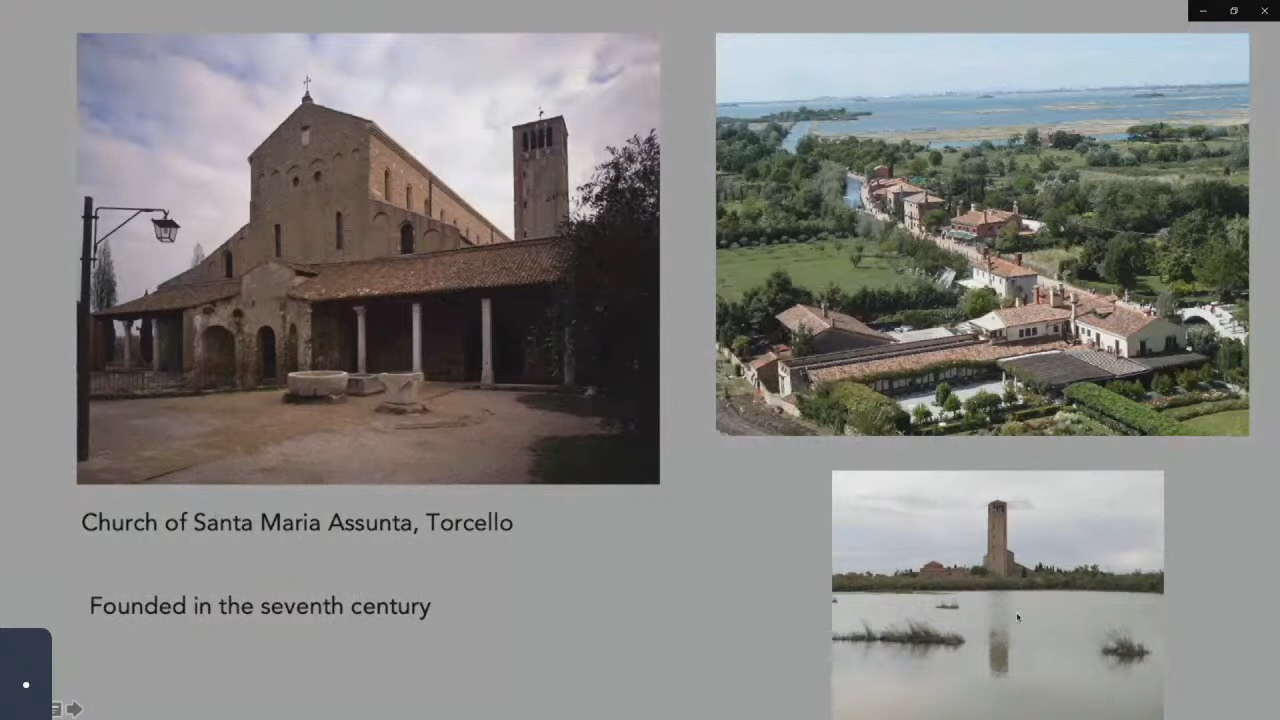 Church of Santa Maria Assunta, Torcello
Founded in the seventh century